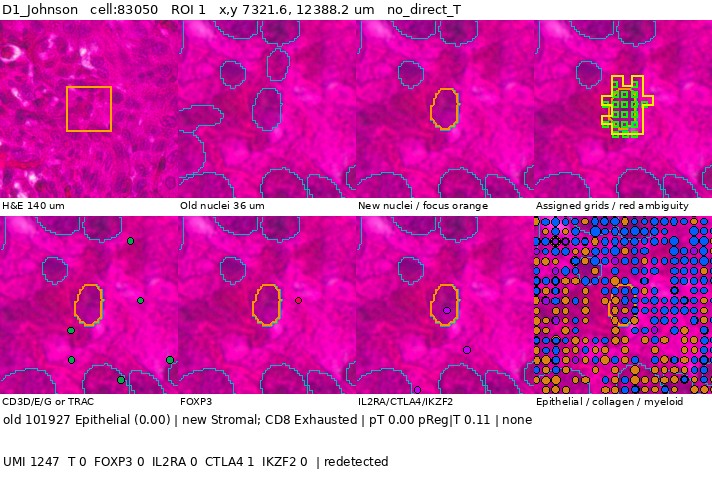 D1_Johnson   cell:83050   ROI 1   x,y 7321.6, 12388.2 um   no_direct_T
H&E 140 um
Old nuclei 36 um
New nuclei / focus orange
Assigned grids / red ambiguity
CD3D/E/G or TRAC
FOXP3
IL2RA/CTLA4/IKZF2
Epithelial / collagen / myeloid
old 101927 Epithelial (0.00) | new Stromal; CD8 Exhausted | pT 0.00 pReg|T 0.11 | none
UMI 1247  T 0  FOXP3 0  IL2RA 0  CTLA4 1  IKZF2 0  | redetected